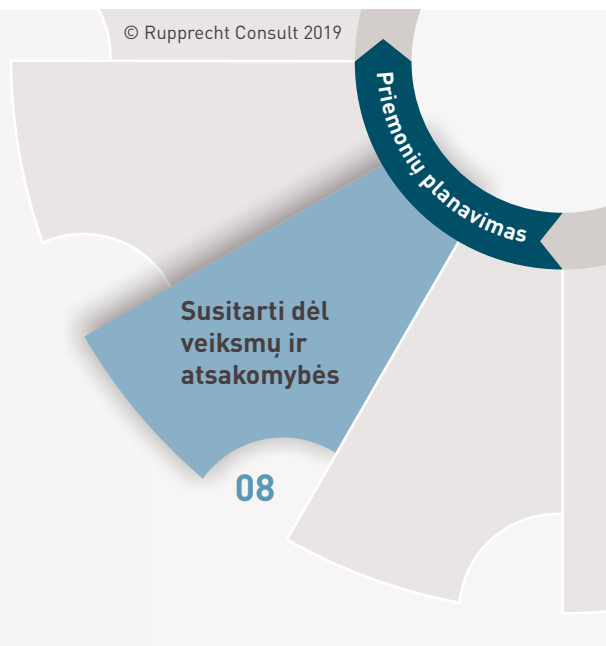 © Rupprecht Consult 2019
Priemonių planavimas
Susitarti dėl
veiksmų ir
atsakomybės
08